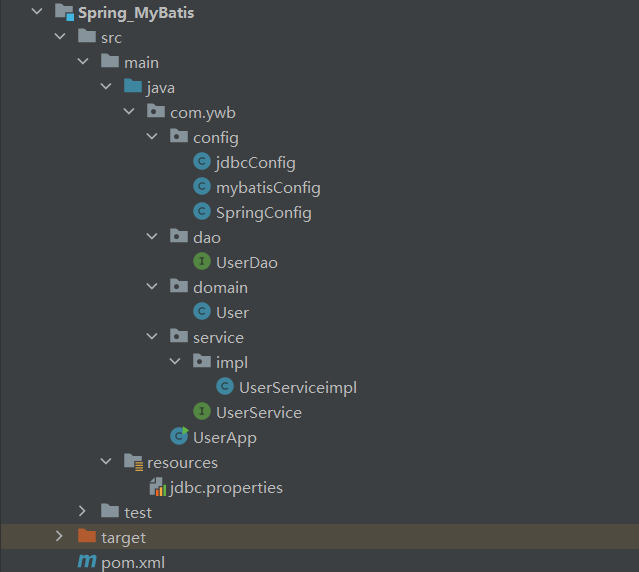 Spring_MyBatis
src
main
java
com.ywb
config
jdbcConfig
mybatisConfig
SpringConfig
dao
UserDao
domain
User
service
impl
UserServiceimpl
UserService
UserApp
resources
jdbc.properties
test
target
pom.xml